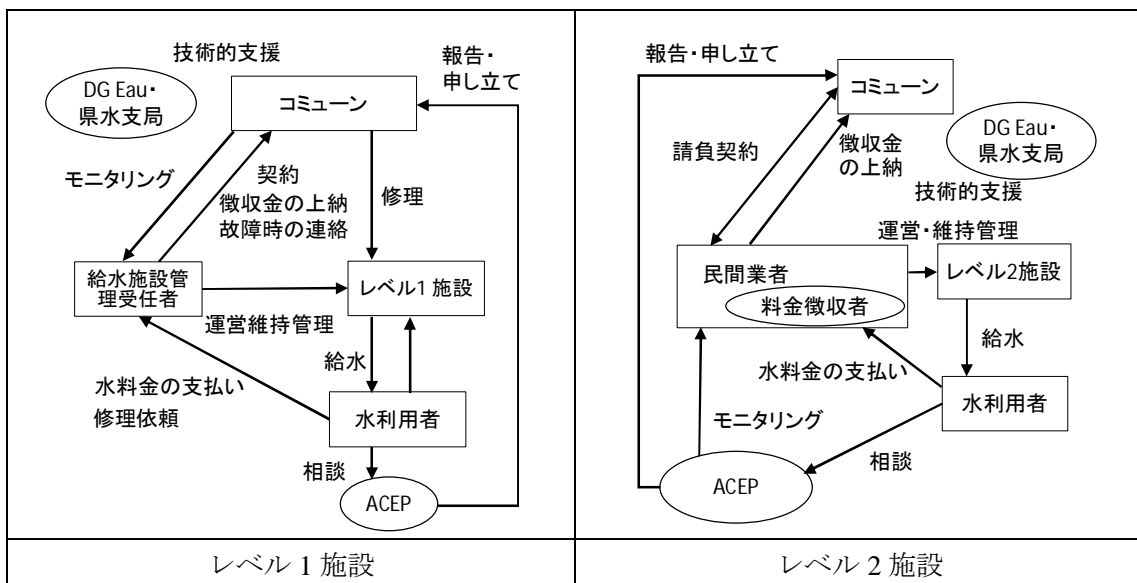 技術的支援
報告・
申し立て
DG Eau・
県水支局
コミューン
モニタリング
契約
徴収金の上納
故障時の連絡
修理
給水施設管
理受任者
レベル1 施設
運営維持管理
給水
水料金の支払い
修理依頼
水利用者
相談
ACEP
レベル 1 施設
報告・申し立て
コミューン
DG Eau・
県水支局
請負契約
徴収金
の上納
技術的支援
運営・維持管理
民間業者
レベル2施設
料金徴収者
給水
水料金の支払い
水利用者
モニタリング
相談
ACEP
レベル 2 施設